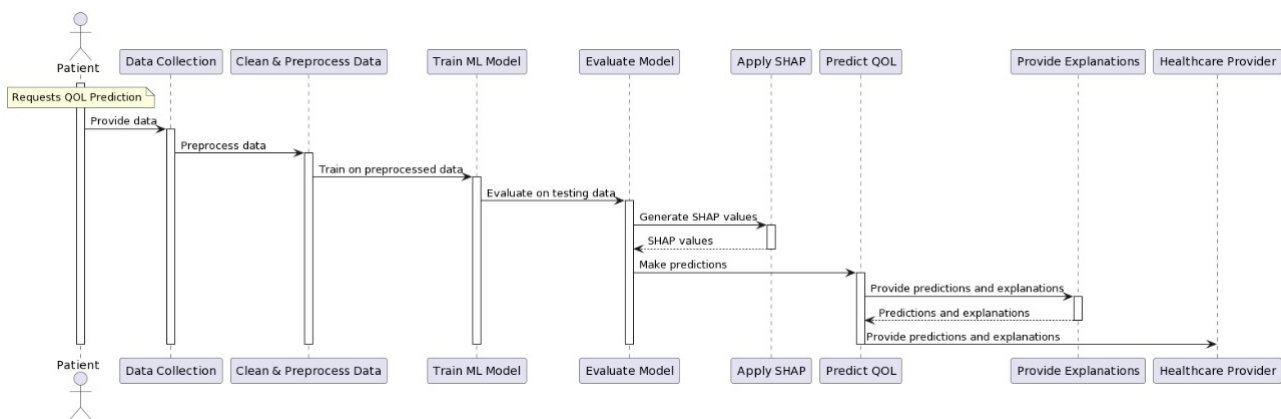 Patient
Data Collection
Clean & Preprocess Data
Train ML Model
Evaluate Model
Apply SHAP
Predict QOL
Provide Explanations
Healthcare Provider
Requests QOL Prediction
Provide data
Preprocess data
Train on preprocessed data
Evaluate on testing data
Generate SHAP values
SHAP values
Make predictions
Provide predictions and explanations
Predictions and explanations
Provide predictions and explanations
Patient
Data Collection
Clean & Preprocess Data
Train ML Model
Evaluate Model
Apply SHAP
Predict QOL
Provide Explanations
Healthcare Provider